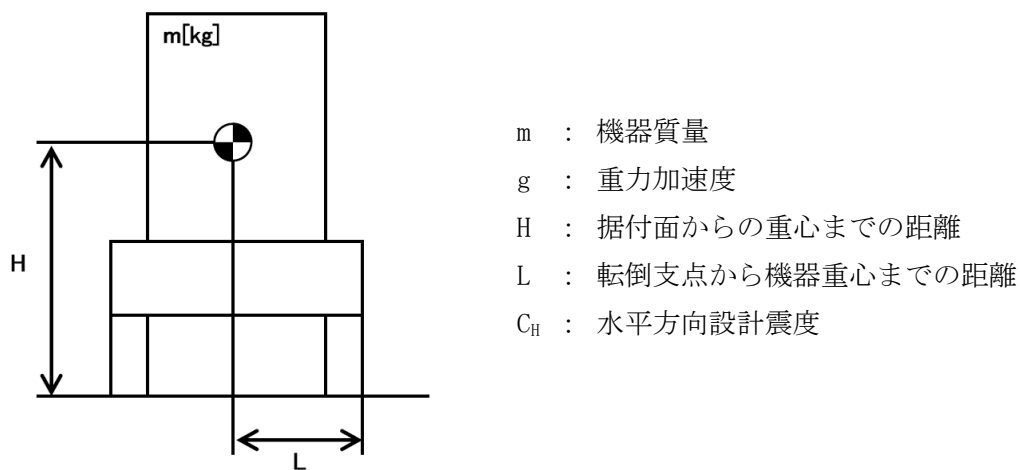 m[kg]
H
L
m : 機器質量
g : 重力加速度
H : 据付面からの重心までの距離
L : 転倒支点から機器重心までの距離
C_H : 水平方向設計震度